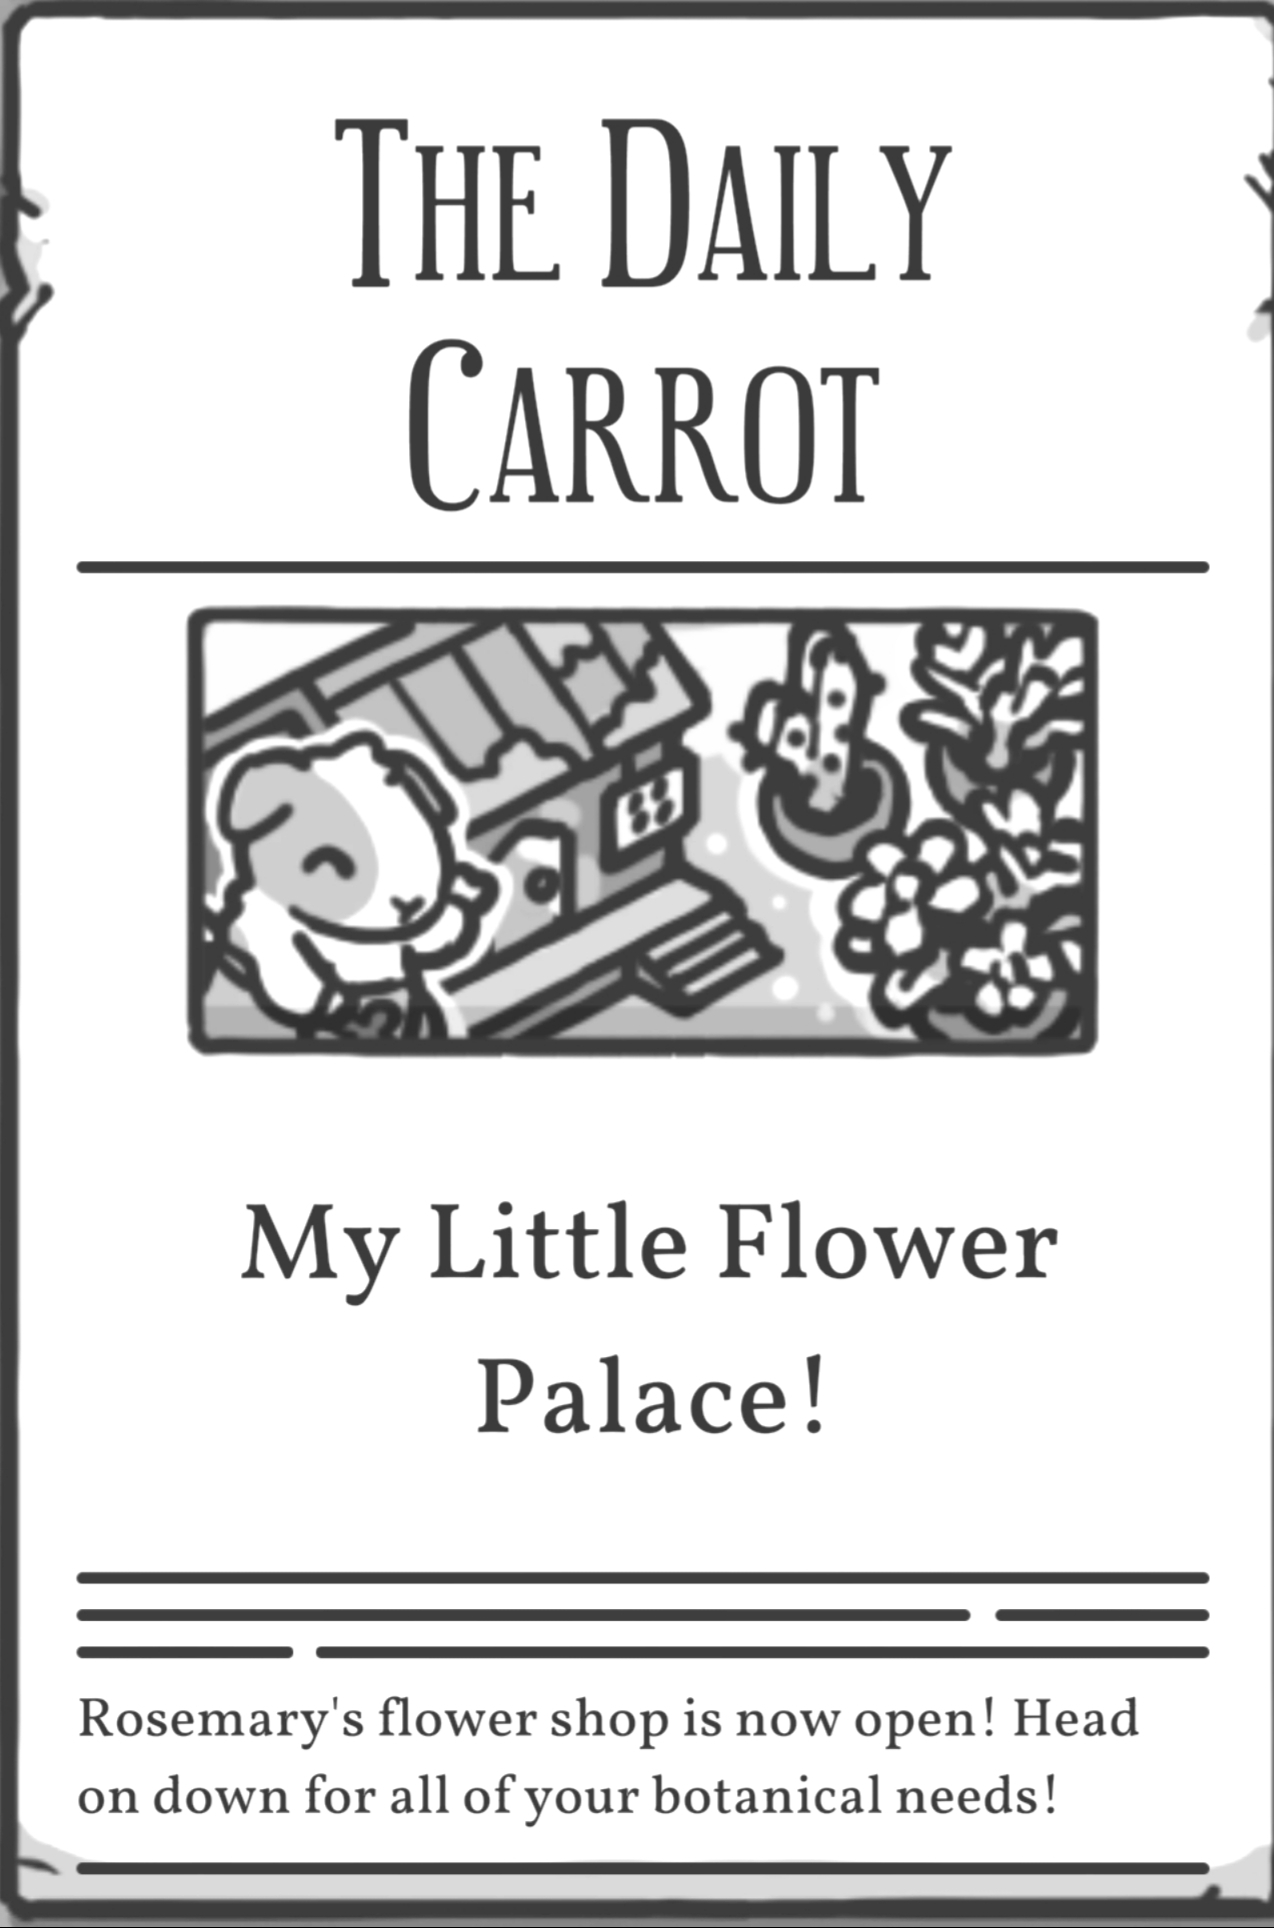 The Daily
Carrot
My Little Flower
Palace!
Rosemary's flower shop is now open! Head
on down for all of your botanical needs!